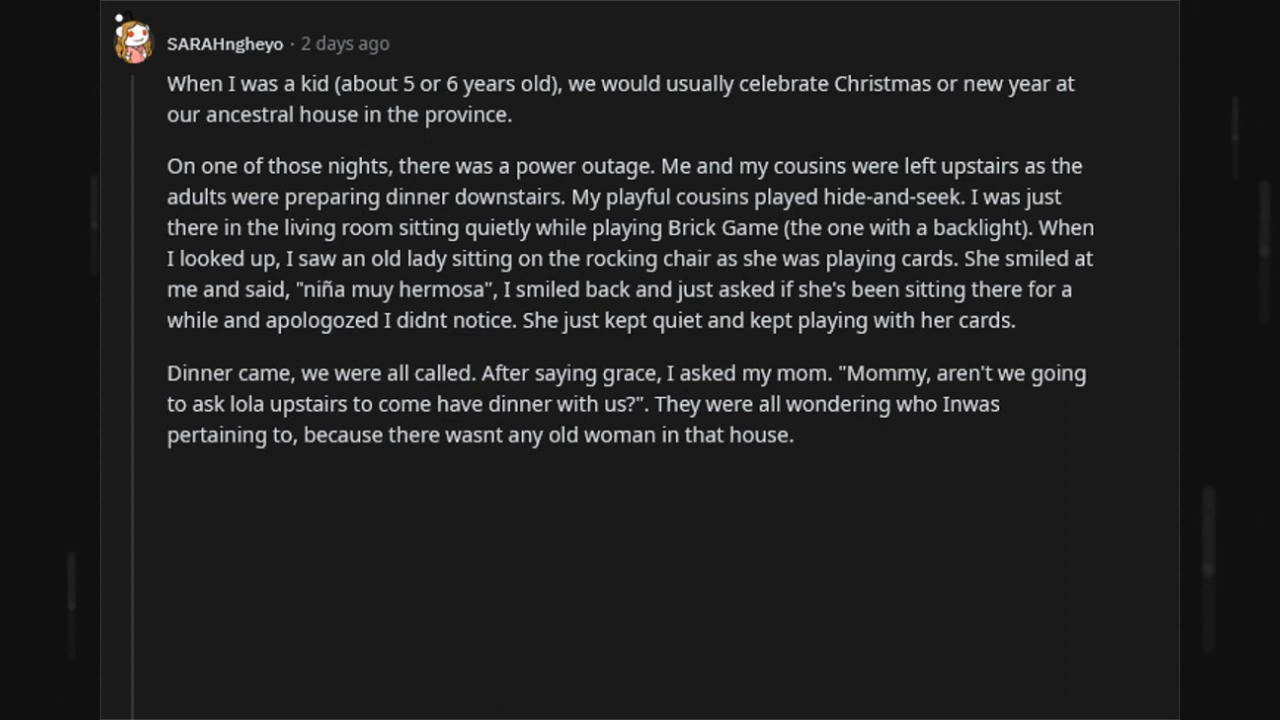 SARAHngheyo · 2 days ago
When I was a kid (about 5 or 6 years old), we would usually celebrate Christmas or new year at
our ancestral house in the province.
On one of those nights, there was a power outage. Me and my cousins were left upstairs as the
adults were preparing dinner downstairs. My playful cousins played hide-and-seek. I was just
there in the living room sitting quietly while playing Brick Game (the one with a backlight). When
I looked up, I saw an old lady sitting on the rocking chair as she was playing cards. She smiled at
me and said, "niña muy hermosa", I smiled back and just asked if she's been sitting there for a
while and apologozed I didnt notice. She just kept quiet and kept playing with her cards.
Dinner came, we were all called. After saying grace, I asked my mom. "Mommy, aren't we going
to ask lola upstairs to come have dinner with us?". They were all wondering who Inwas
pertaining to, because there wasnt any old woman in that house.